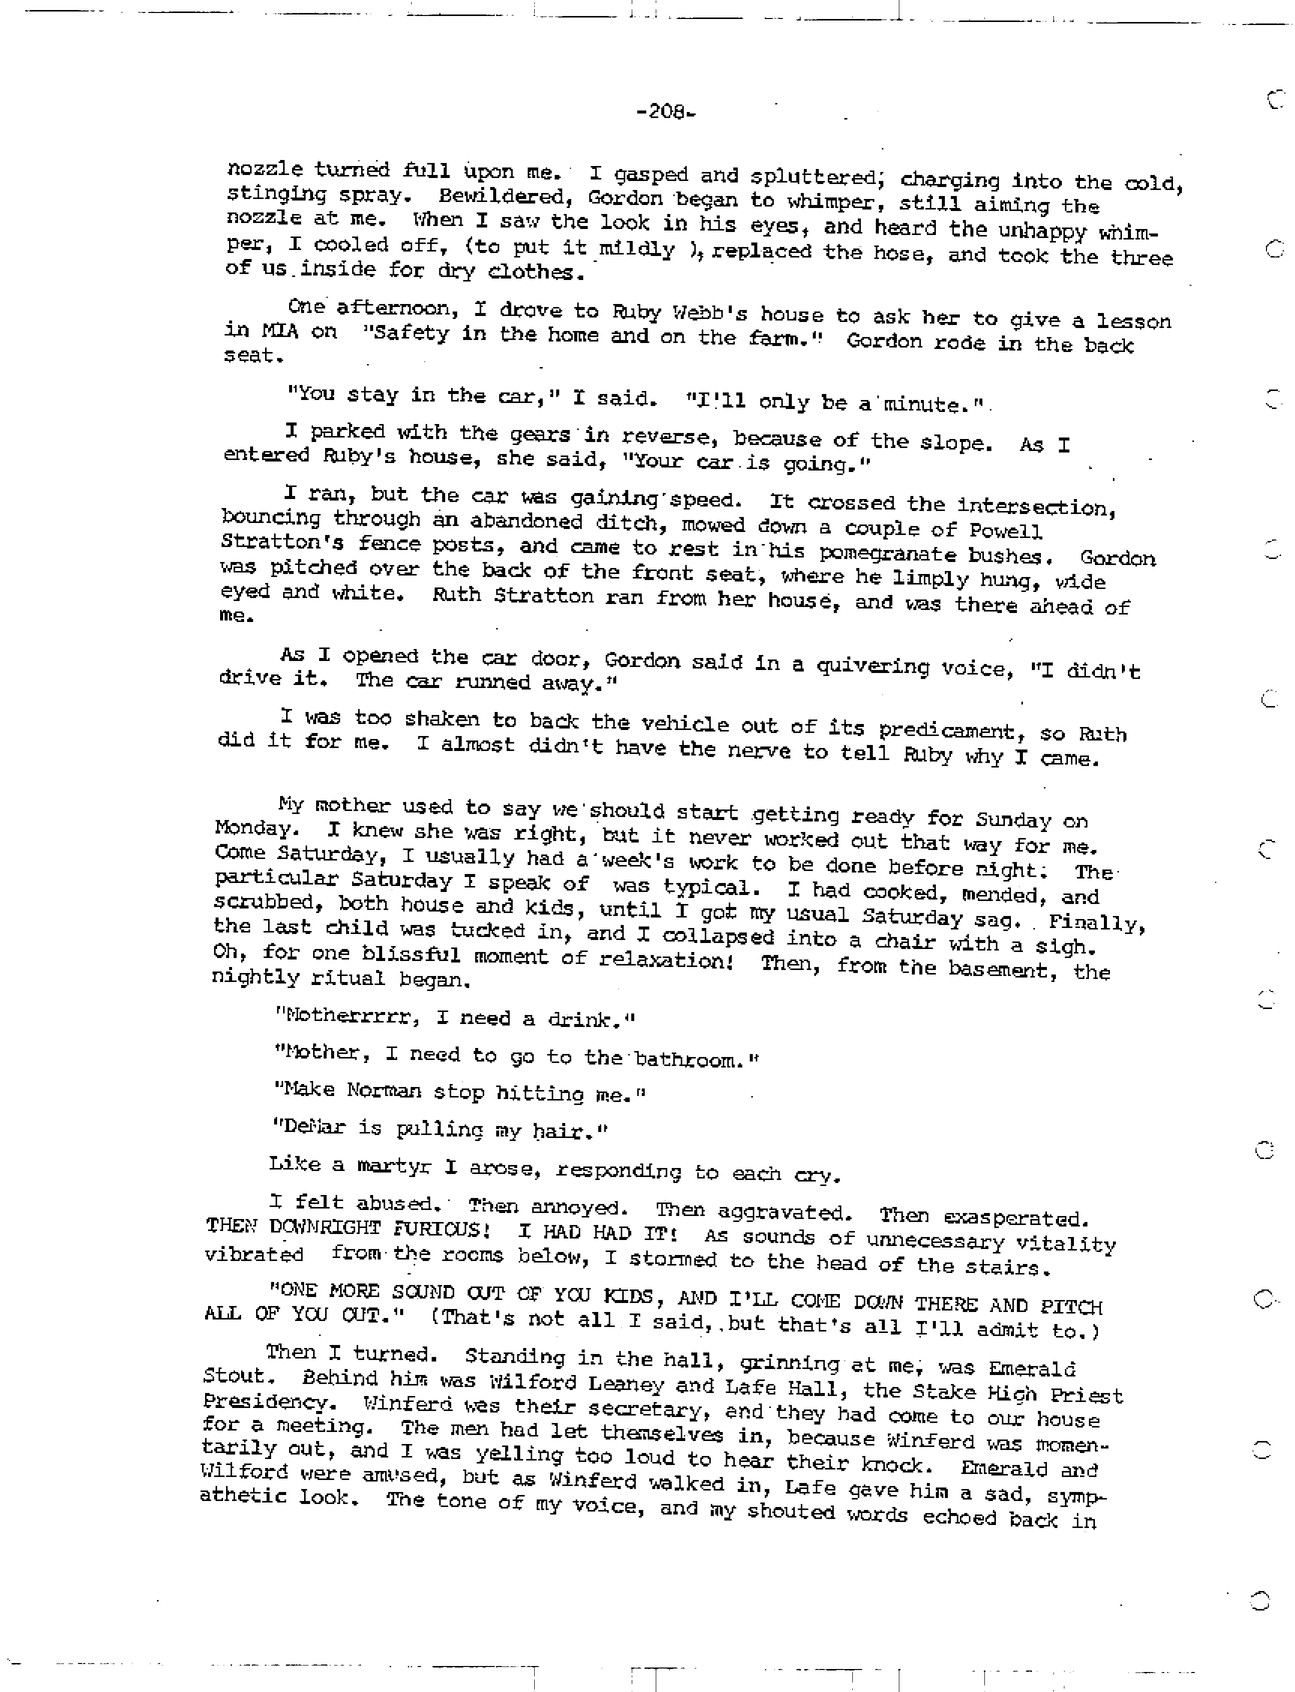 -208-
nozzle turned full upon me. I gasped and spluttered; charging into the cold,
stinging spray. Bewildered, Gordon began to whimper, still aiming the
nozzle at me. When I saw the look in his eyes, and heard the unhappy whim-
per, I cooled off, (to put it mildly ), replaced the hose, and took the three
of us inside for dry clothes.
One afternoon, I drove to Ruby Webb's house to ask her to give a lesson
in MIA on "Safety in the home and on the farm." Gordon rode in the back
seat.
"You stay in the car," I said. "I'll only be a minute."
I parked with the gears in reverse, because of the slope. As I
entered Ruby's house, she said, "Your car is going."
I ran, but the car was gaining speed. It crossed the intersection,
bouncing through an abandoned ditch, mowed down a couple of Powell
Stratton's fence posts, and came to rest in his pomegranate bushes. Gordon
was pitched over the back of the front seat, where he limply hung, wide
eyed and white. Ruth Stratton ran from her house, and was there ahead of
me.
As I opened the car door, Gordon said in a quivering voice, "I didn't
drive it. The car runned away."
I was too shaken to back the vehicle out of its predicament, so Ruth
did it for me. I almost didn't have the nerve to tell Ruby why I came.
My mother used to say we should start getting ready for Sunday on
Monday. I knew she was right, but it never worked out that way for me.
Come Saturday, I usually had a week's work to be done before night. The
particular Saturday I speak of was typical. I had cooked, mended, and
scrubbed, both house and kids, until I got my usual Saturday sag. Finally,
the last child was tucked in, and I collapsed into a chair with a sigh.
Oh, for one blissful moment of relaxation! Then, from the basement, the
nightly ritual began.
"Motherrrrr, I need a drink."
"Mother, I need to go to the bathroom."
"Make Norman stop hitting me."
"DeMar is pulling my hair."
Like a martyr I arose, responding to each cry.
I felt abused. Then annoyed. Then aggravated. Then exasperated.
THEN DOWNRIGHT FURIOUS! I HAD HAD IT! As sounds of unnecessary vitality
vibrated from the rooms below, I stormed to the head of the stairs.
"ONE MORE SOUND OUT OF YOU KIDS, AND I'LL COME DOWN THERE AND PITCH
ALL OF YOU OUT." (That's not all I said, but that's all I'll admit to.)
Then I turned. Standing in the hall, grinning at me, was Emerald
Stout. Behind him was Wilford Leaney and Lafe Hall, the Stake High Priest
Presidency. Winferd was their secretary, and they had come to our house
for a meeting. The men had let themselves in, because Winferd was momen-
tarily out, and I was yelling too loud to hear their knock. Emerald and
Wilford were amused, but as Winferd walked in, Lafe gave him a sad, symp-
athetic look. The tone of my voice, and my shouted words echoed back in